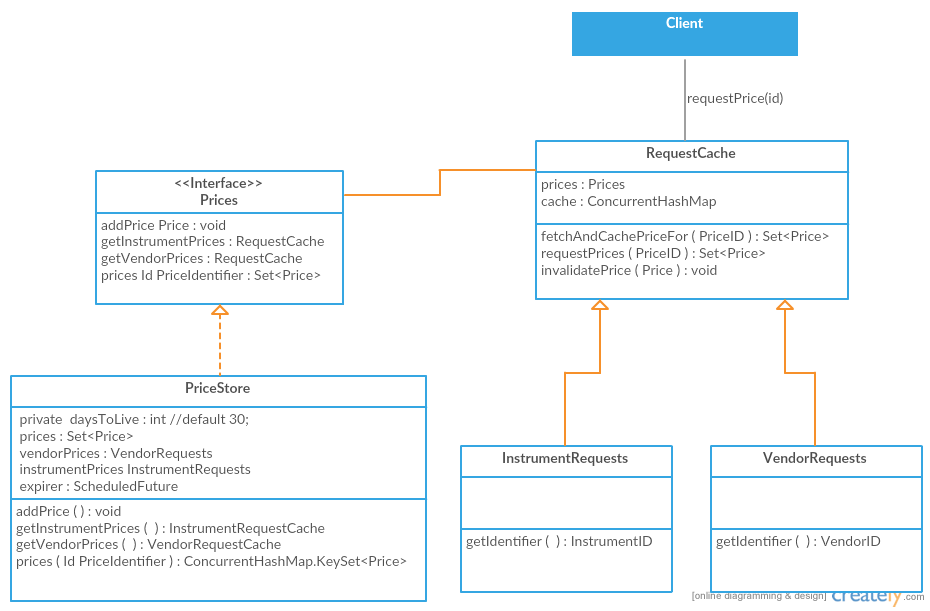 Client
requestPrice(id)
RequestCache
prices : Prices
cache : ConcurrentHashMap
fetchAndCachePriceFor ( PriceID ) : Set<Price>
requestPrices ( PriceID ) : Set<Price>
invalidatePrice ( Price ) : void
<<Interface>>
Prices
addPrice Price : void
getInstrumentPrices : RequestCache
getVendorPrices : RequestCache
prices Id PriceIdentifier : Set<Price>
PriceStore
private daysToLive : int //default 30;
prices : Set<Price>
vendorPrices : VendorRequests
instrumentPrices InstrumentRequests
expirer : ScheduledFuture
addPrice ( ) : void
getInstrumentPrices ( ) : InstrumentRequestCache
getVendorPrices ( ) : VendorRequestCache
prices ( Id PriceIdentifier ) : ConcurrentHashMap.KeySet<Price>
InstrumentRequests
getIdentifier ( ) : InstrumentID
VendorRequests
getIdentifier ( ) : VendorID
[online diagramming & design] creately.com